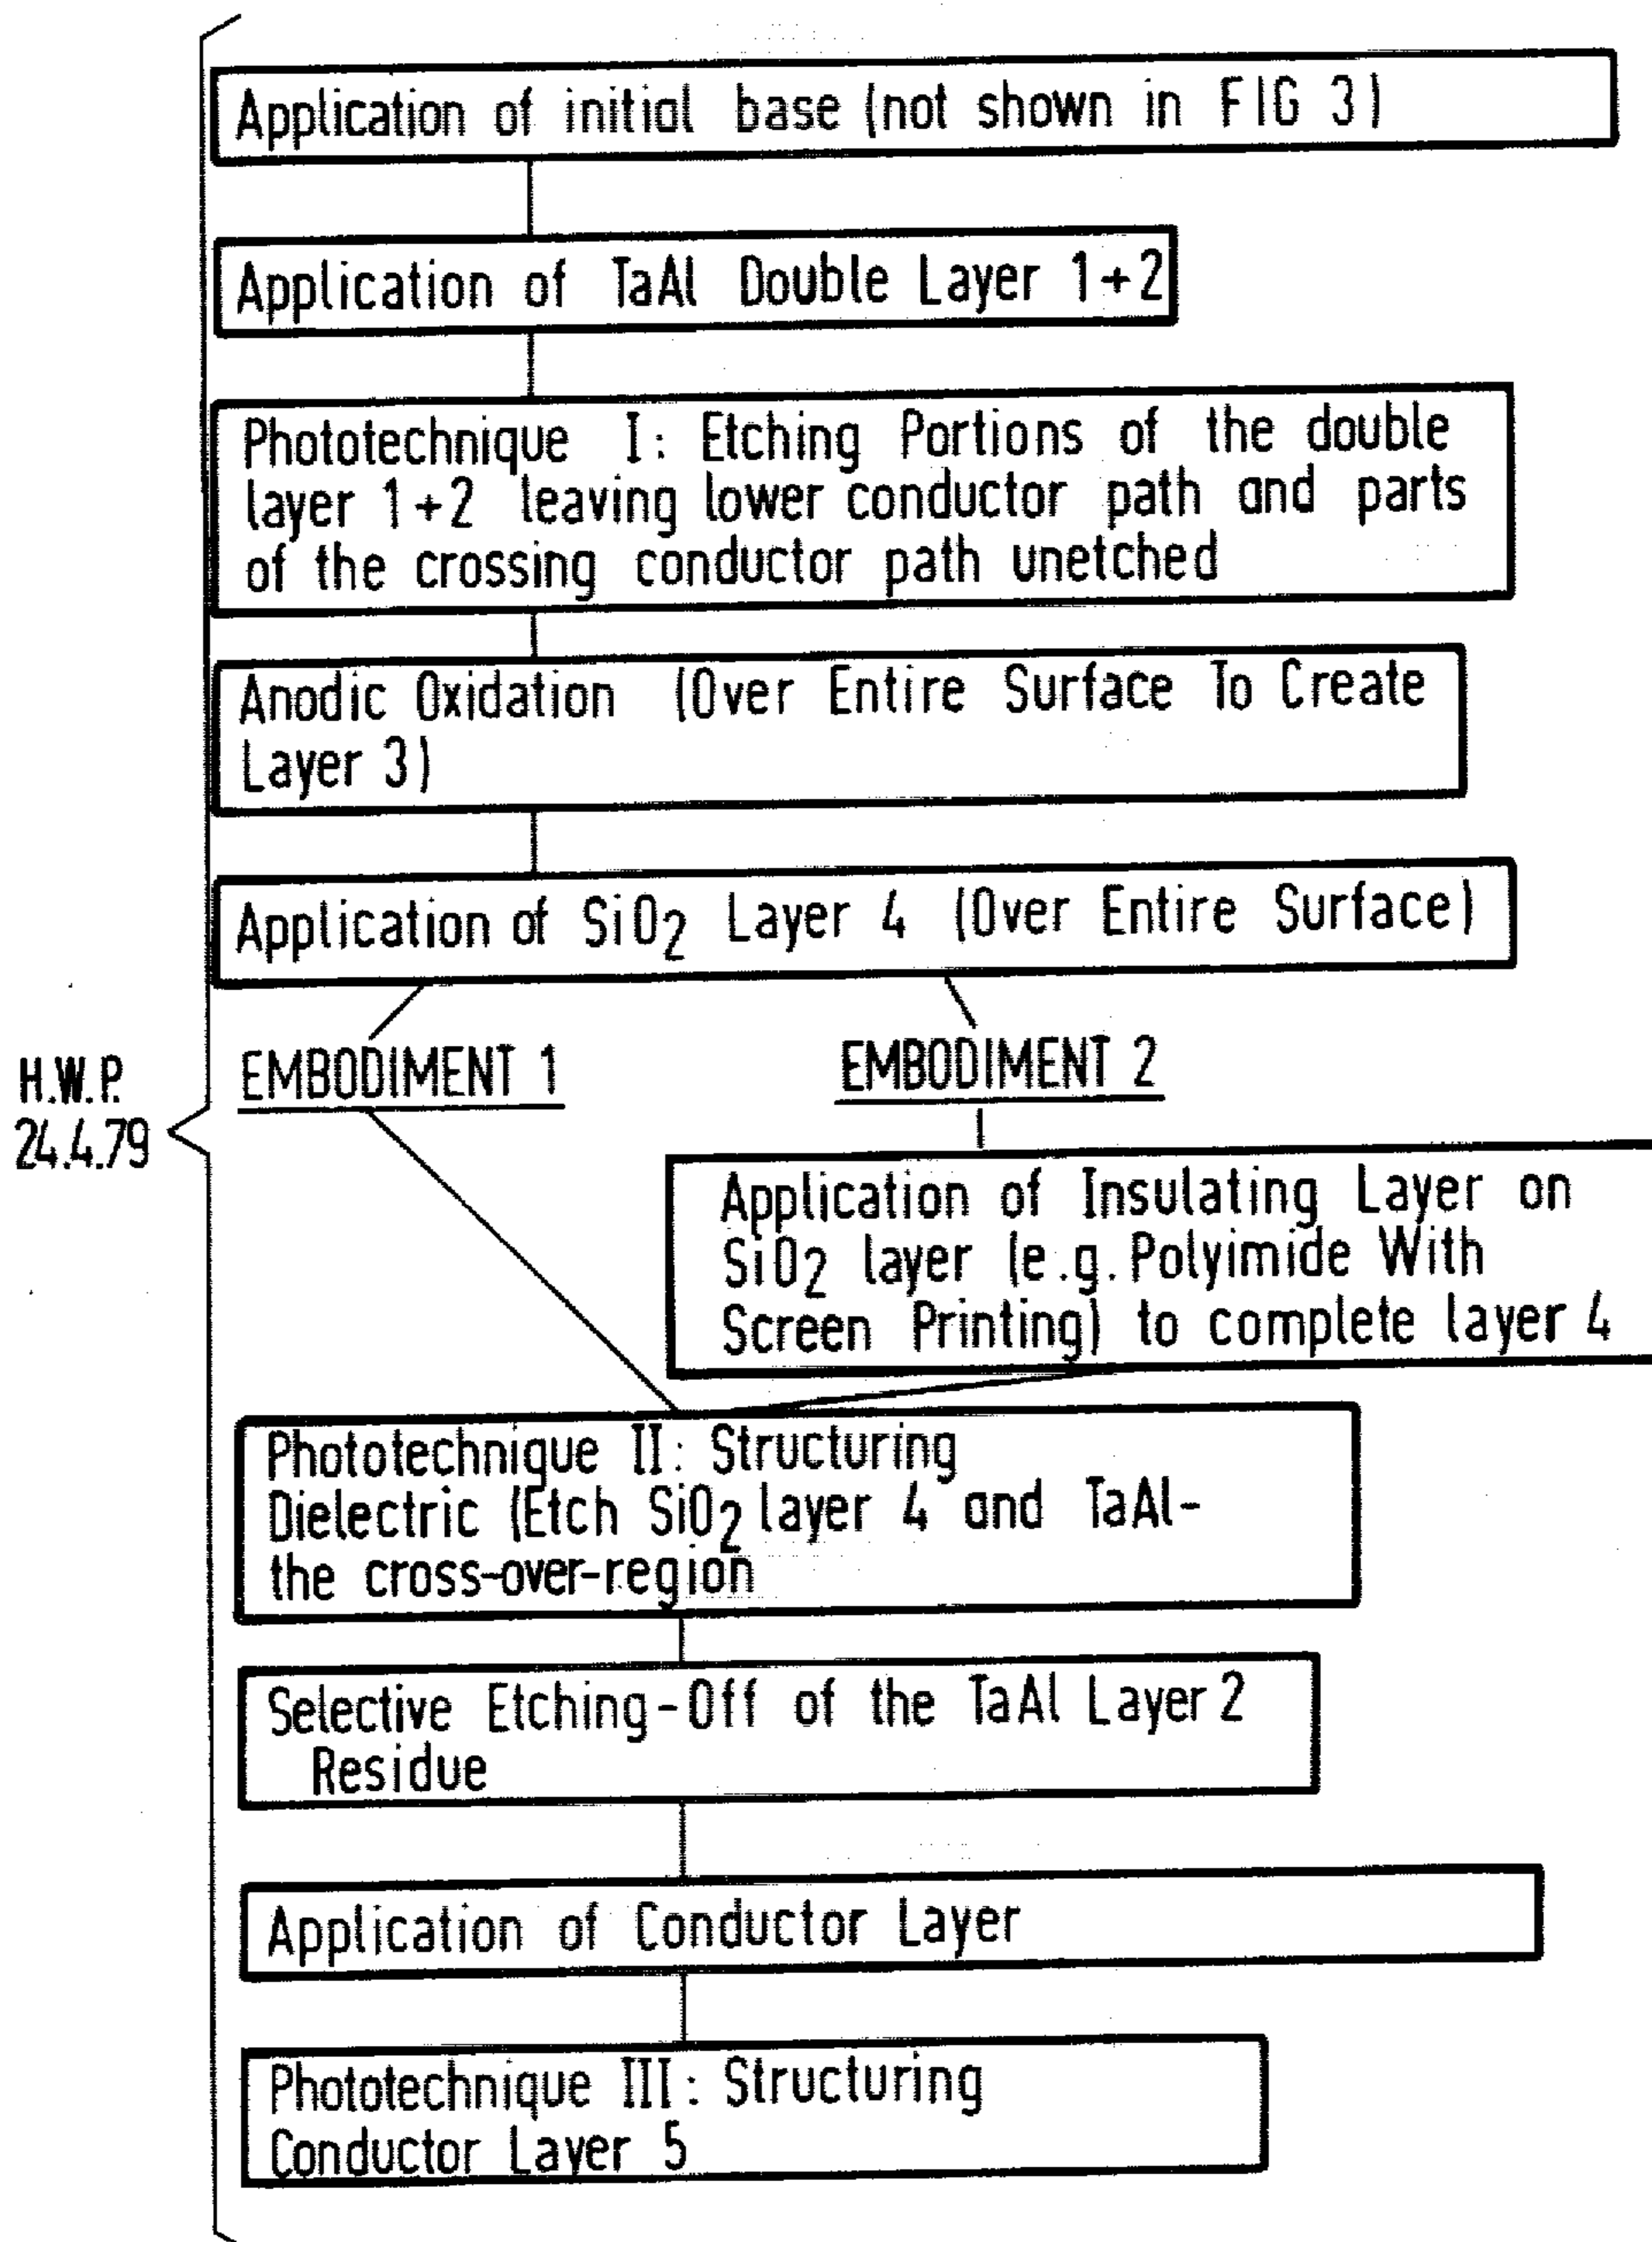 Application of initial base (not shown in FIG 3)
Application of TaAl Double Layer 1+2
Phototechnique I: Etching Portions of the double
layer 1+2 leaving lower conductor path and parts
of the crossing conductor path unetched
Anodic Oxidation (Over Entire Surface To Create
Layer 3)
Application of SiO2 Layer 4 (Over Entire Surface)
EMBODIMENT 1
EMBODIMENT 2
H.W.P.
24.4.79
Application of Insulating Layer on
SiO2 layer (e.g. Polyimide With
Screen Printing) to complete layer 4
Phototechnique II: Structuring
Dielectric (Etch SiO2 layer 4 and TaAl-
the cross-over-region
Selective Etching-Off of the TaAl Layer 2
Residue
Application of Conductor Layer
Phototechnique III: Structuring
Conductor Layer 5